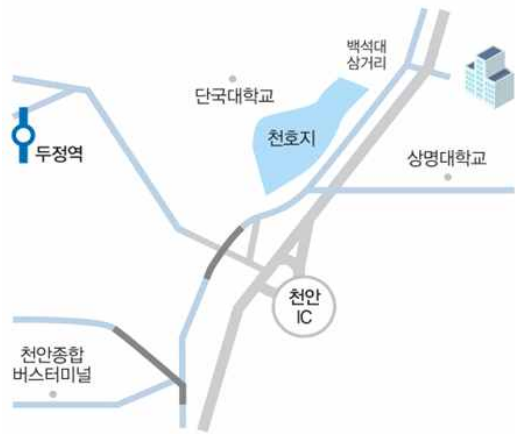 백석대
삼거리
단국대학교
천호지
두정역
상명대학교
천안
IC
천안종합
버스터미널